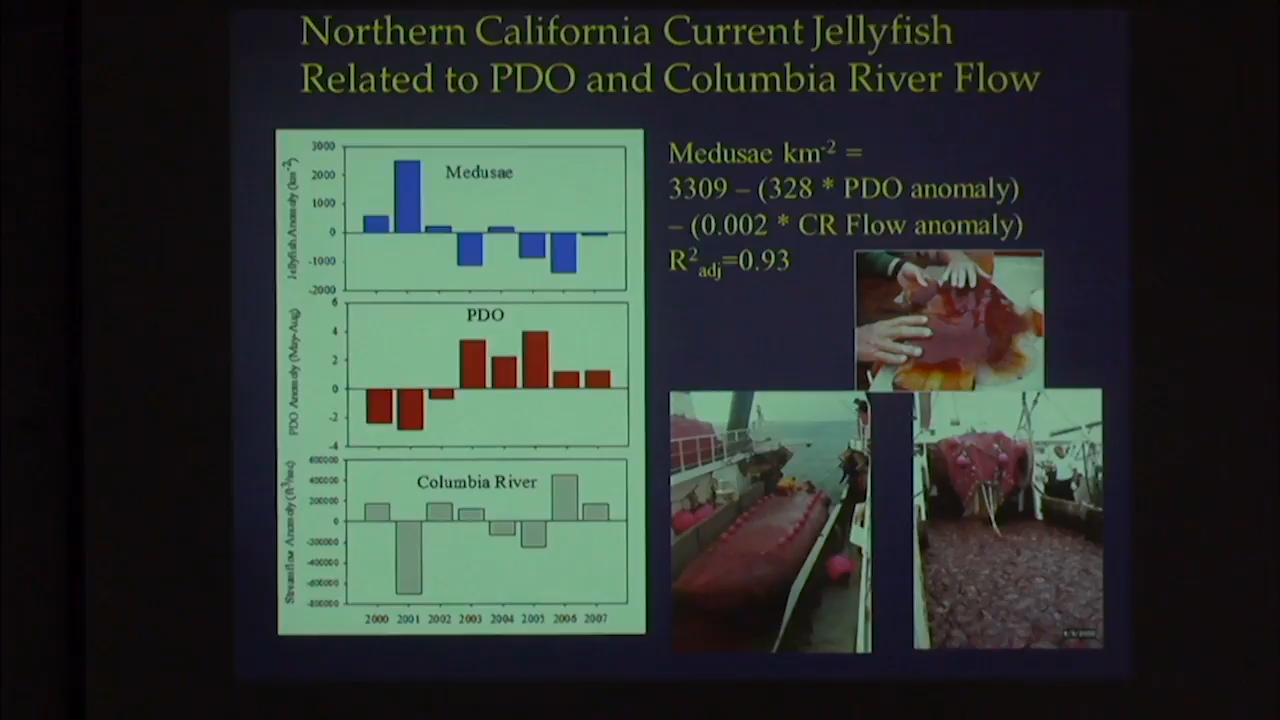 Northern California Current Jellyfish
Related to PDO and Columbia River Flow
Medusae km-2 =
3309 – (328 * PDO anomaly)
– (0.002 * CR Flow anomaly)
R2adj=0.93
Jellyfish Anomaly (km-2)
3000
2000
1000
0
-1000
-2000
Medusae
PDO Anomaly (May-Aug)
6
4
2
0
-2
-4
PDO
Streamflow Anomaly (ft3/sec)
600000
400000
200000
0
-200000
-400000
-600000
-800000
Columbia River
2000 2001 2002 2003 2004 2005 2006 2007